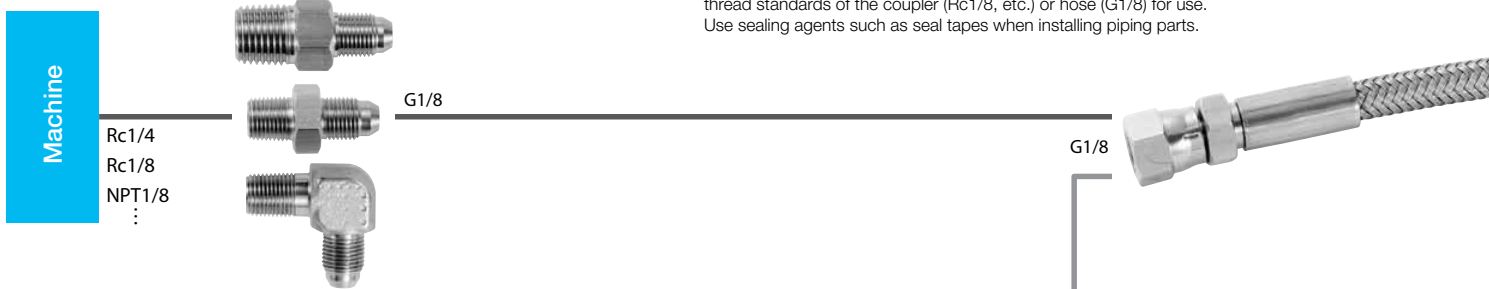 thread standards of the coupler (Rc1/8, etc.) or hose (G1/8) for use.
Use sealing agents such as seal tapes when installing piping parts.
Machine
G1/8
Rc1/4
Rc1/8
NPT1/8
⋮
G1/8